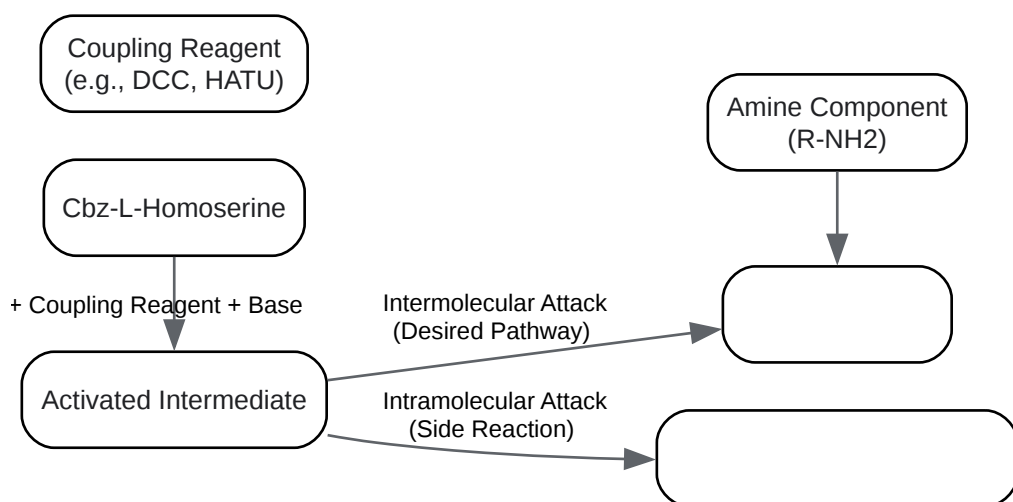 Coupling Reagent
(e.g., DCC, HATU)
Amine Component
(R-NH2)
Cbz-L-Homoserine
+ Coupling Reagent + Base
Intermolecular Attack
(Desired Pathway)
Activated Intermediate
Intramolecular Attack
(Side Reaction)